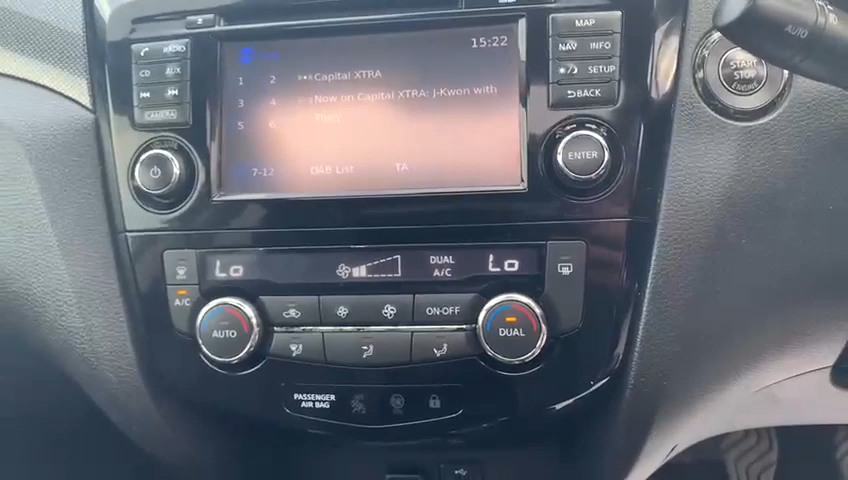 RADIO
CD AUX
CAMERA
15:22
1 2 Capital XTRA
3 4 Now on Capital XTRA: J-Kwon with
5 6
7-12 DAB List TA
MAP
NAV INFO
SETUP
BACK
ENTER
START
STOP
ENGINE
AUTO
Lo
DUAL
A/C
Lo
A/C
AUTO
ON·OFF
DUAL
PASSENGER
AIR BAG